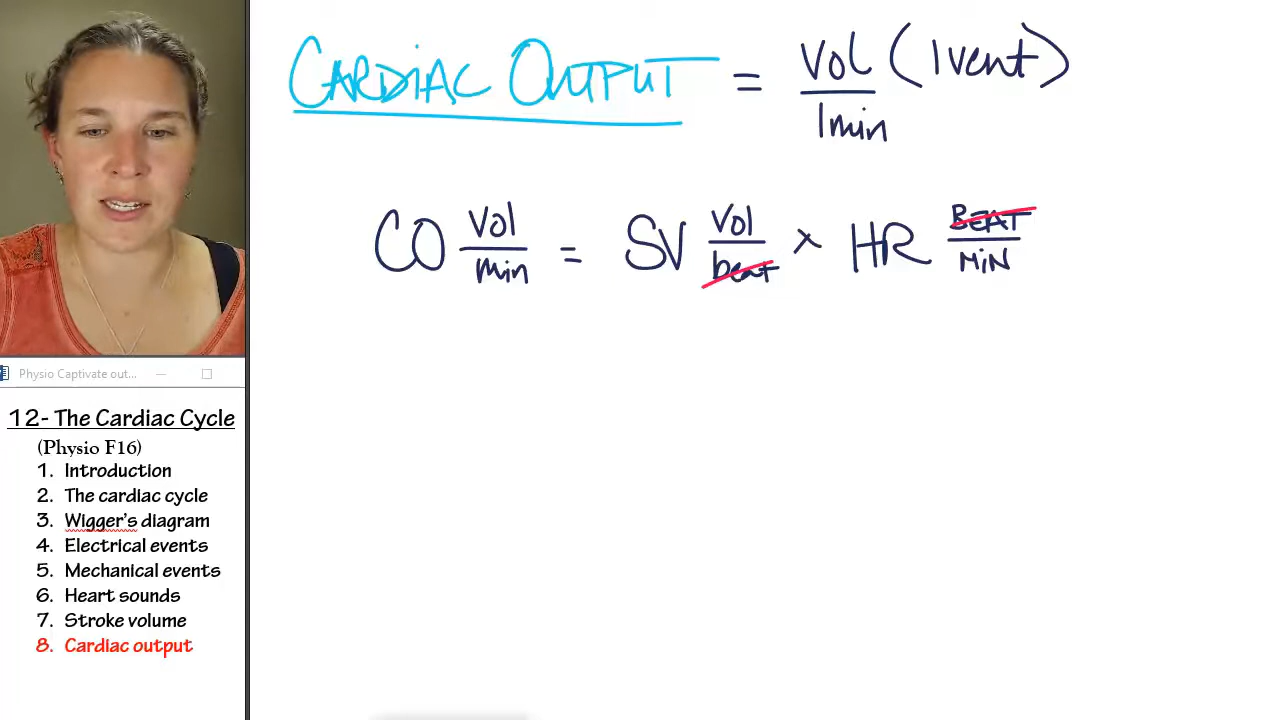 CARDIAC OUTPUT = Vol (1vent)
1min
CO Vol = SV Vol × HR BEAT
min beat MIN
Physio Captivate out...
12- The Cardiac Cycle
(Physio F16)
1. Introduction
2. The cardiac cycle
3. Wigger's diagram
4. Electrical events
5. Mechanical events
6. Heart sounds
7. Stroke volume
8. Cardiac output